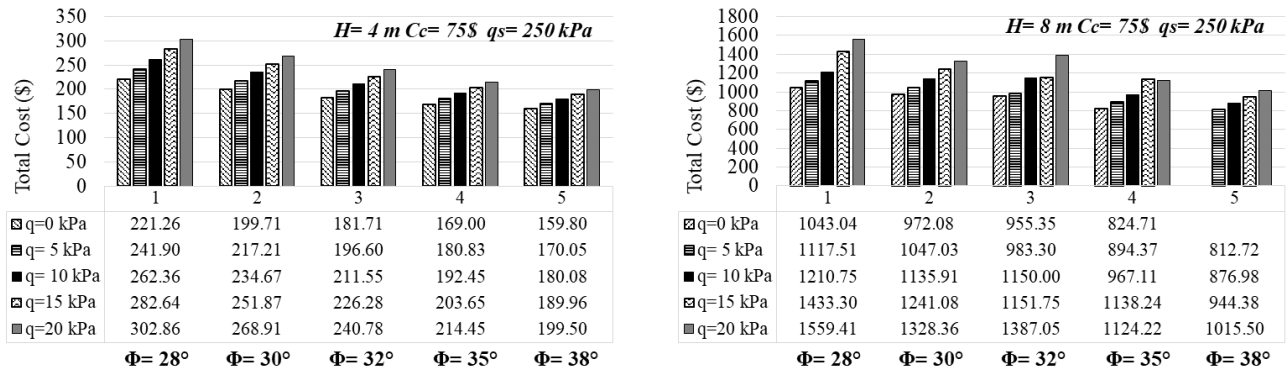 H= 4 m Cc= 75$ qs= 250 kPa
Total Cost ($)
350
300
250
200
150
100
50
0
1 2 3 4 5
q=0 kPa 221.26 199.71 181.71 169.00 159.80
q= 5 kPa 241.90 217.21 196.60 180.83 170.05
q= 10 kPa 262.36 234.67 211.55 192.45 180.08
q=15 kPa 282.64 251.87 226.28 203.65 189.96
q=20 kPa 302.86 268.91 240.78 214.45 199.50
Φ= 28° Φ= 30° Φ= 32° Φ= 35° Φ= 38°
H= 8 m Cc= 75$ qs= 250 kPa
Total Cost ($)
1800
1600
1400
1200
1000
800
600
400
200
0
1 2 3 4 5
q=0 kPa 1043.04 972.08 955.35 824.71
q= 5 kPa 1117.51 1047.03 983.30 894.37 812.72
q= 10 kPa 1210.75 1135.91 1150.00 967.11 876.98
q=15 kPa 1433.30 1241.08 1151.75 1138.24 944.38
q=20 kPa 1559.41 1328.36 1387.05 1124.22 1015.50
Φ= 28° Φ= 30° Φ= 32° Φ= 35° Φ= 38°